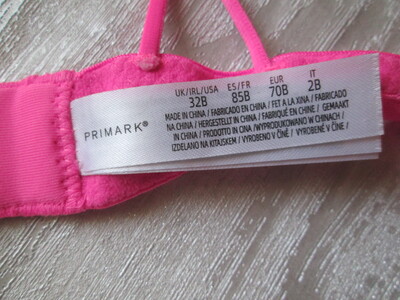 PRIMARK®
UK/IRL/USA ES/FR EUR IT
32B 85B 70B 2B
MADE IN CHINA / FABRICADO EN CHINA / FET A LA XINA / FABRICADO
NA CHINA / HERGESTELLT IN CHINA / FABRIQUÉ EN CHINE / GEMAAKT
IN CHINA / PRODOTTO IN CINA /WYPRODUKOWANO W CHINACH /
IZDELANO NA KITAJSKEM / VYROBENO V ČÍNĚ / VYROBENÉ V ČÍNE /